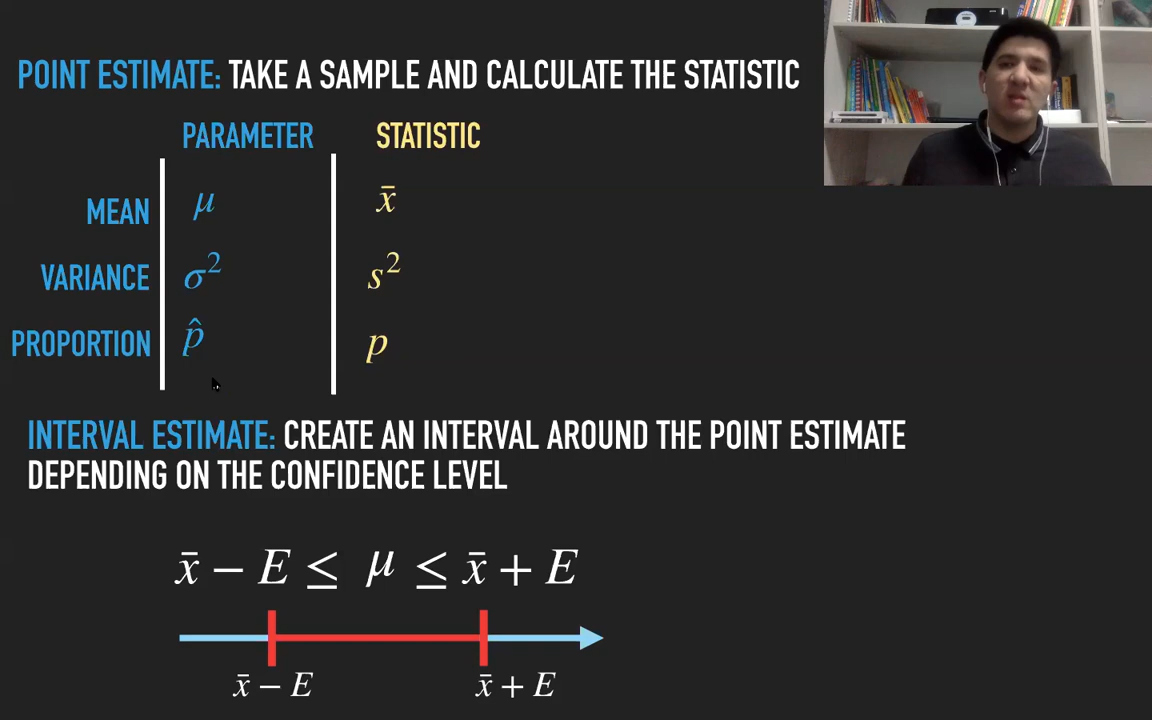 POINT ESTIMATE: TAKE A SAMPLE AND CALCULATE THE STATISTIC
PARAMETER STATISTIC
MEAN μ x̄
VARIANCE σ² s²
PROPORTION p̂ p
INTERVAL ESTIMATE: CREATE AN INTERVAL AROUND THE POINT ESTIMATE
DEPENDING ON THE CONFIDENCE LEVEL
x̄ − E ≤ μ ≤ x̄ + E
x̄ − E x̄ + E